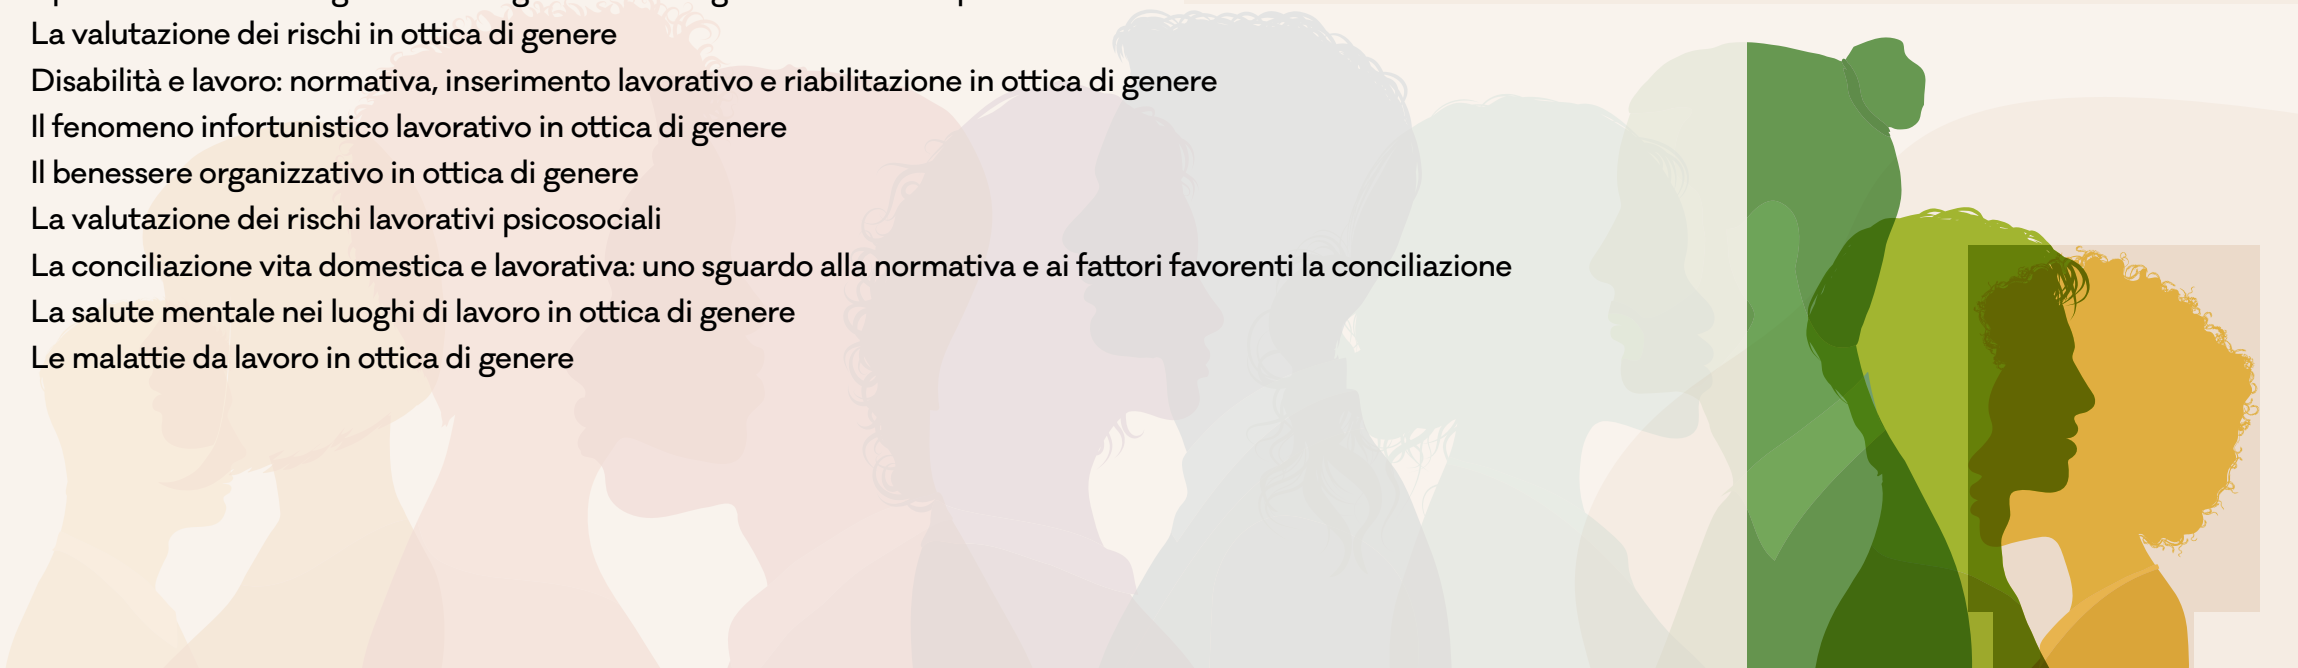 La valutazione dei rischi in ottica di genere
Disabilità e lavoro: normativa, inserimento lavorativo e riabilitazione in ottica di genere
Il fenomeno infortunistico lavorativo in ottica di genere
Il benessere organizzativo in ottica di genere
La valutazione dei rischi lavorativi psicosociali
La conciliazione vita domestica e lavorativa: uno sguardo alla normativa e ai fattori favorenti la conciliazione
La salute mentale nei luoghi di lavoro in ottica di genere
Le malattie da lavoro in ottica di genere